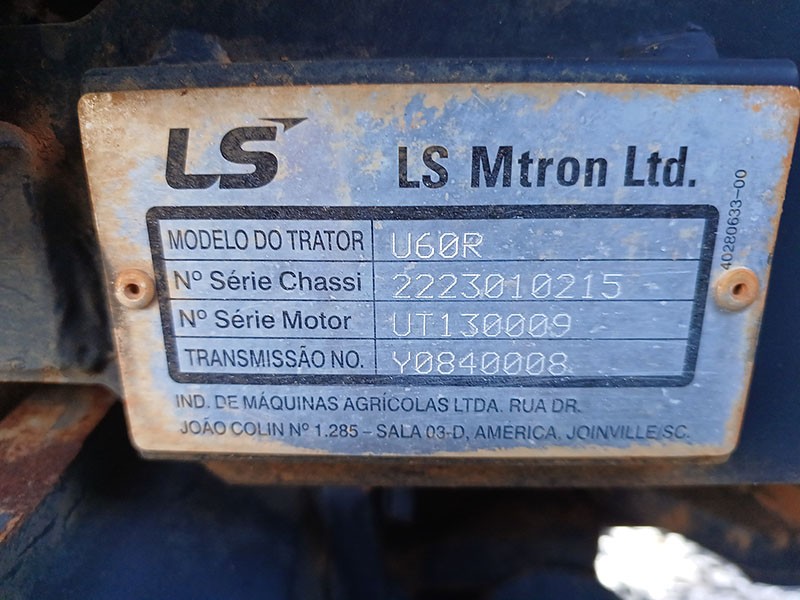 LS
LS Mtron Ltd.
40280633-00
MODELO DO TRATOR U60R
Nº Série Chassi 2223010215
Nº Série Motor UT130009
TRANSMISSÃO NO. Y0840008
IND. DE MÁQUINAS AGRÍCOLAS LTDA. RUA DR.
JOÃO COLIN Nº 1.285 – SALA 03-D, AMERICA, JOINVILLE/SC.